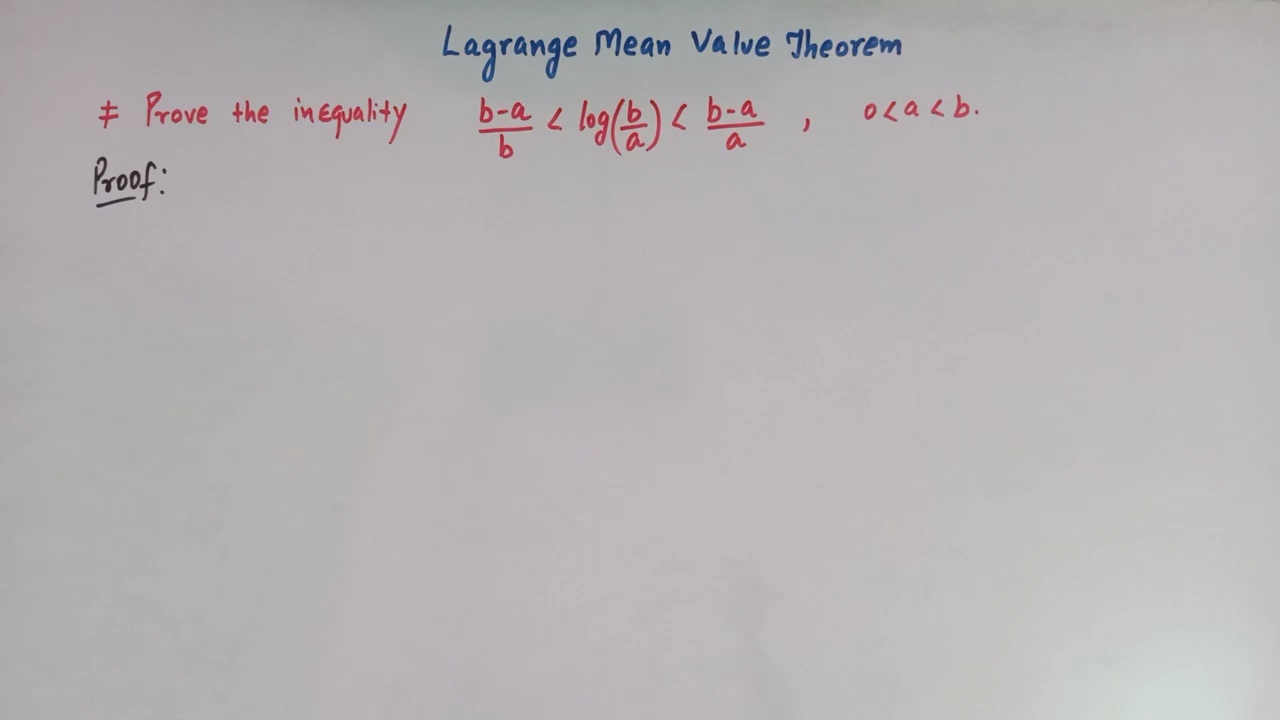 Lagrange Mean Value Theorem
≠ Prove the inequality (b-a)/b < log(b/a) < (b-a)/a , 0<a<b.
Proof: